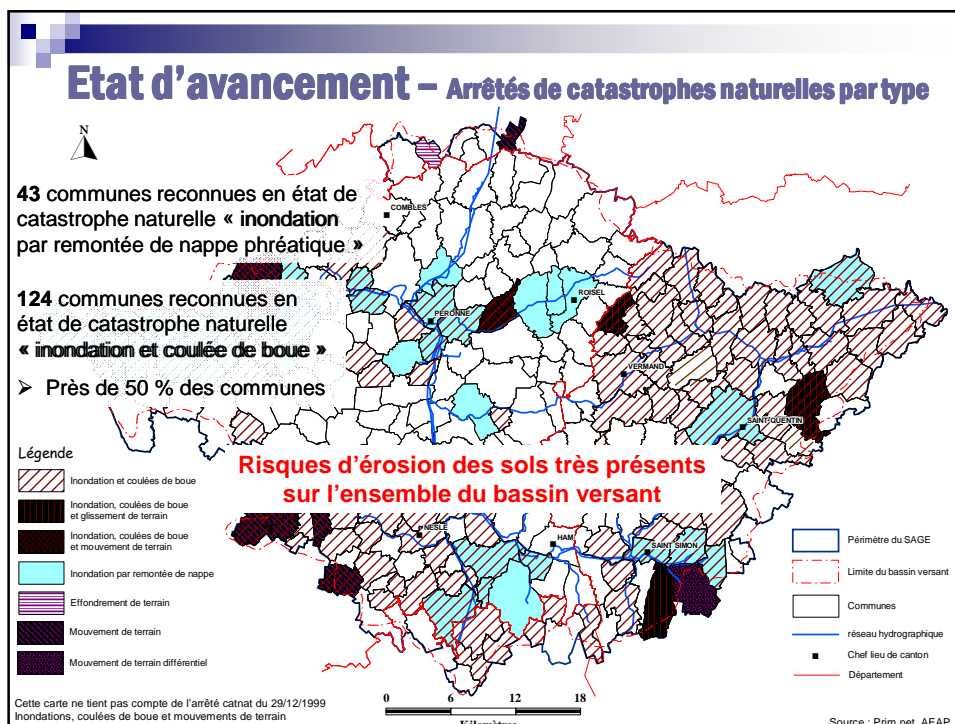 Etat d'avancement – Arrêtés de catastrophes naturelles par type
N
43 communes reconnues en état de
catastrophe naturelle « inondation
par remontée de nappe phréatique »
124 communes reconnues en
état de catastrophe naturelle
« inondation et coulée de boue »
➢ Près de 50 % des communes
COMBLES
ROISEL
PERONNE
VERMAND
SAINT-QUENTIN
Risques d'érosion des sols très présents
sur l'ensemble du bassin versant
NESLE
HAM
SAINT SIMON
Légende
Inondation et coulées de boue
Inondation, coulées de boue
et glissement de terrain
Inondation, coulées de boue
et mouvement de terrain
Inondation par remontée de nappe
Effondrement de terrain
Mouvement de terrain
Mouvement de terrain différentiel
Périmètre du SAGE
Limite du bassin versant
Communes
réseau hydrographique
Chef lieu de canton
Département
Cette carte ne tient pas compte de l'arrêté catnat du 29/12/1999
Inondations, coulées de boue et mouvements de terrain
0 6 12 18
Kilomètres
Source : Prim.net, AEAP